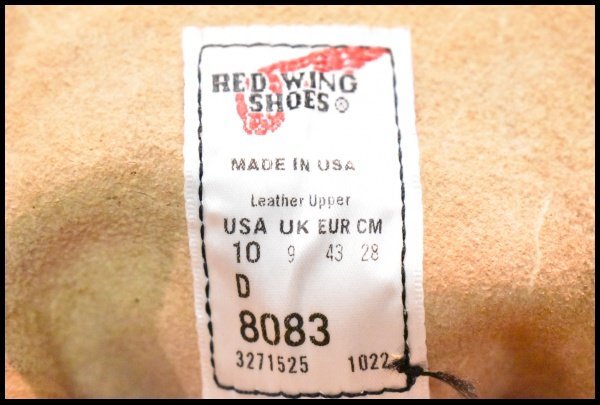 RED WING
SHOES®
MADE IN USA
Leather Upper
USA UK EUR CM
10 9 43 28
D
8083
3271525 1022